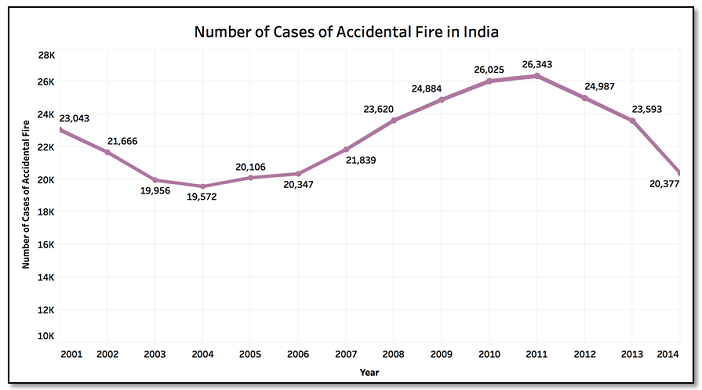 Number of Cases of Accidental Fire in India
28K
26K
24K
22K
20K
18K
16K
14K
12K
10K
Number of Cases of Accidental Fire
23,043
21,666
19,956
19,572
20,106
20,347
21,839
23,620
24,884
26,025
26,343
24,987
23,593
20,377
2001 2002 2003 2004 2005 2006 2007 2008 2009 2010 2011 2012 2013 2014
Year